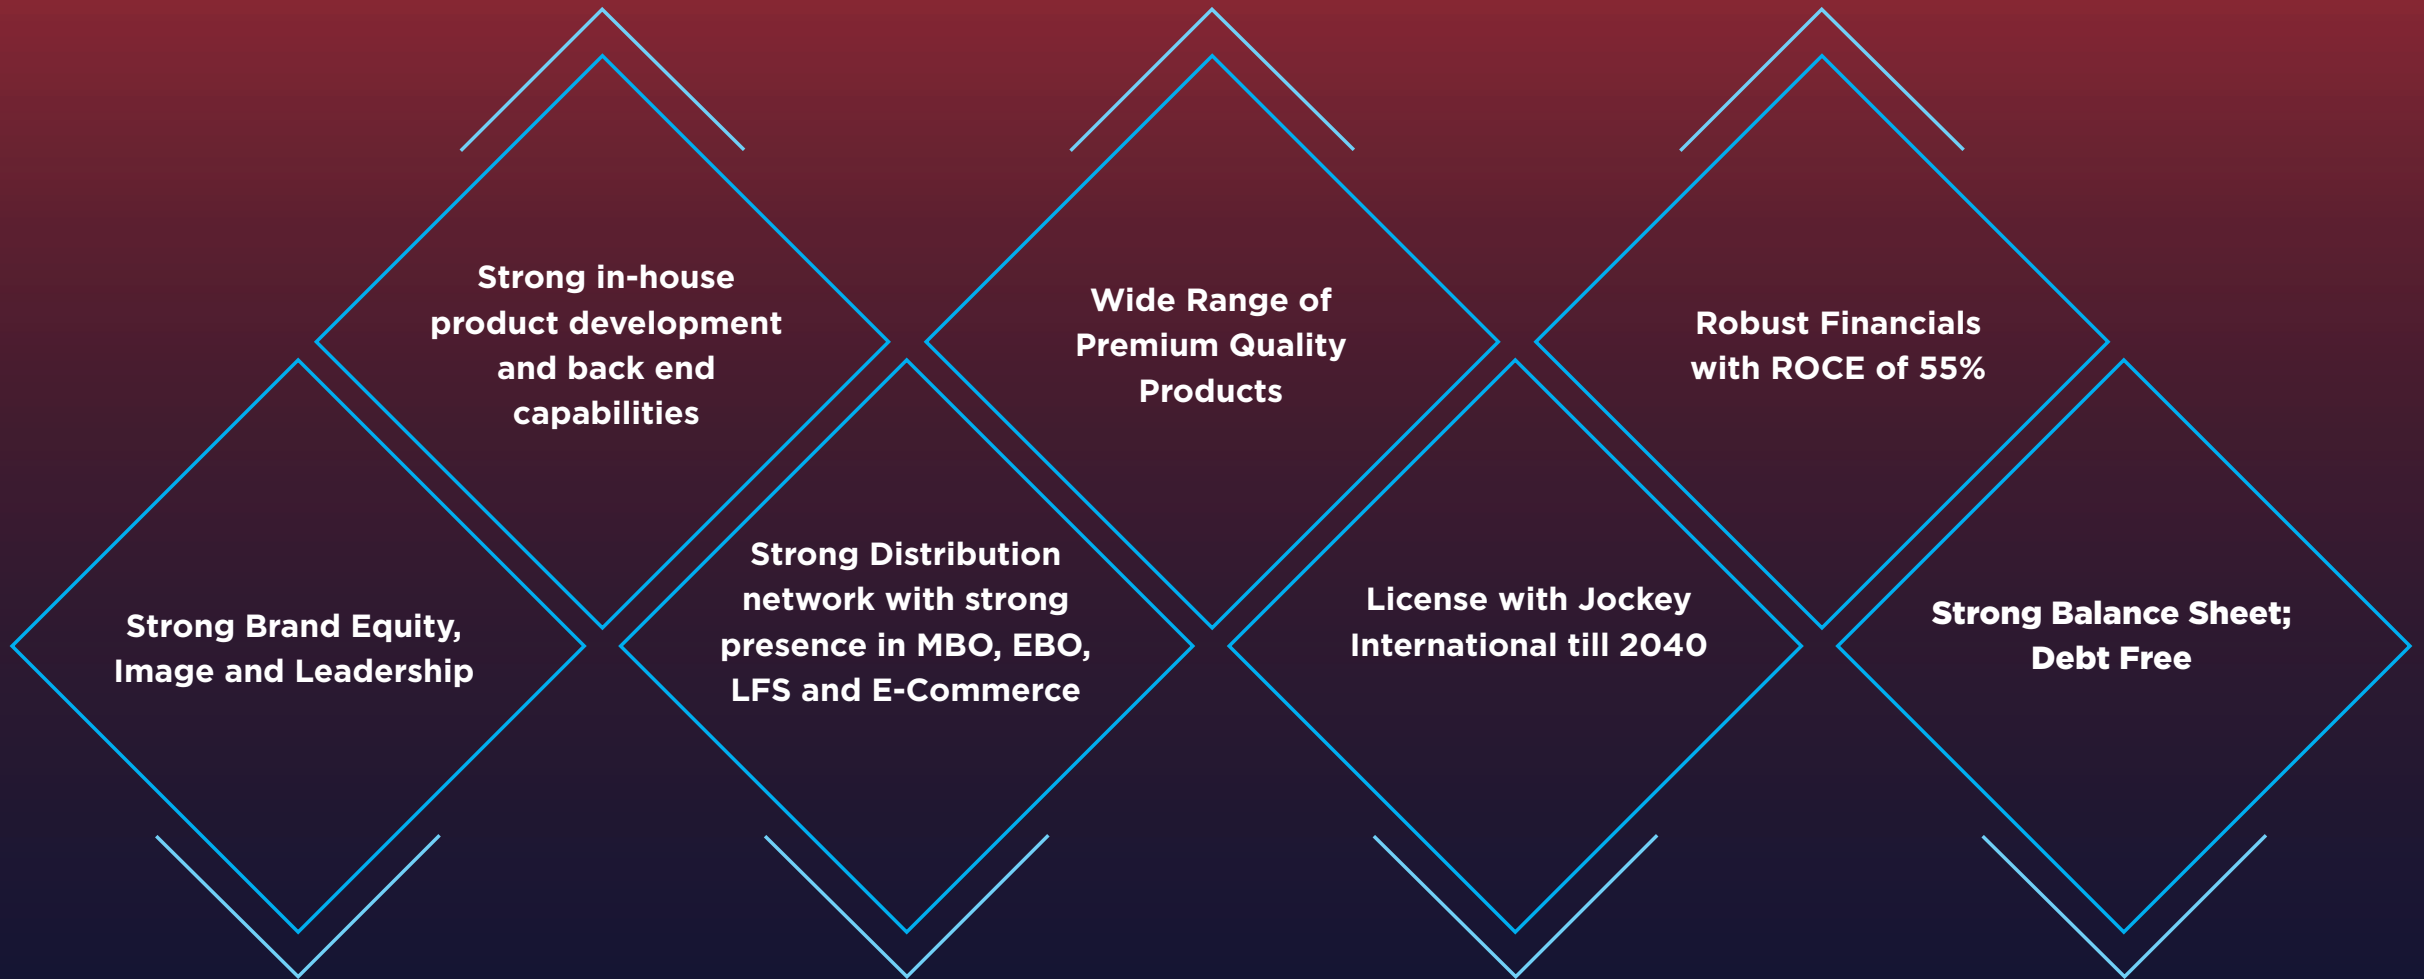 Strong Brand Equity,
Image and Leadership
Strong in-house
product development
and back end
capabilities
Strong Distribution
network with strong
presence in MBO, EBO,
LFS and E-Commerce
Wide Range of
Premium Quality
Products
License with Jockey
International till 2040
Robust Financials
with ROCE of 55%
Strong Balance Sheet;
Debt Free